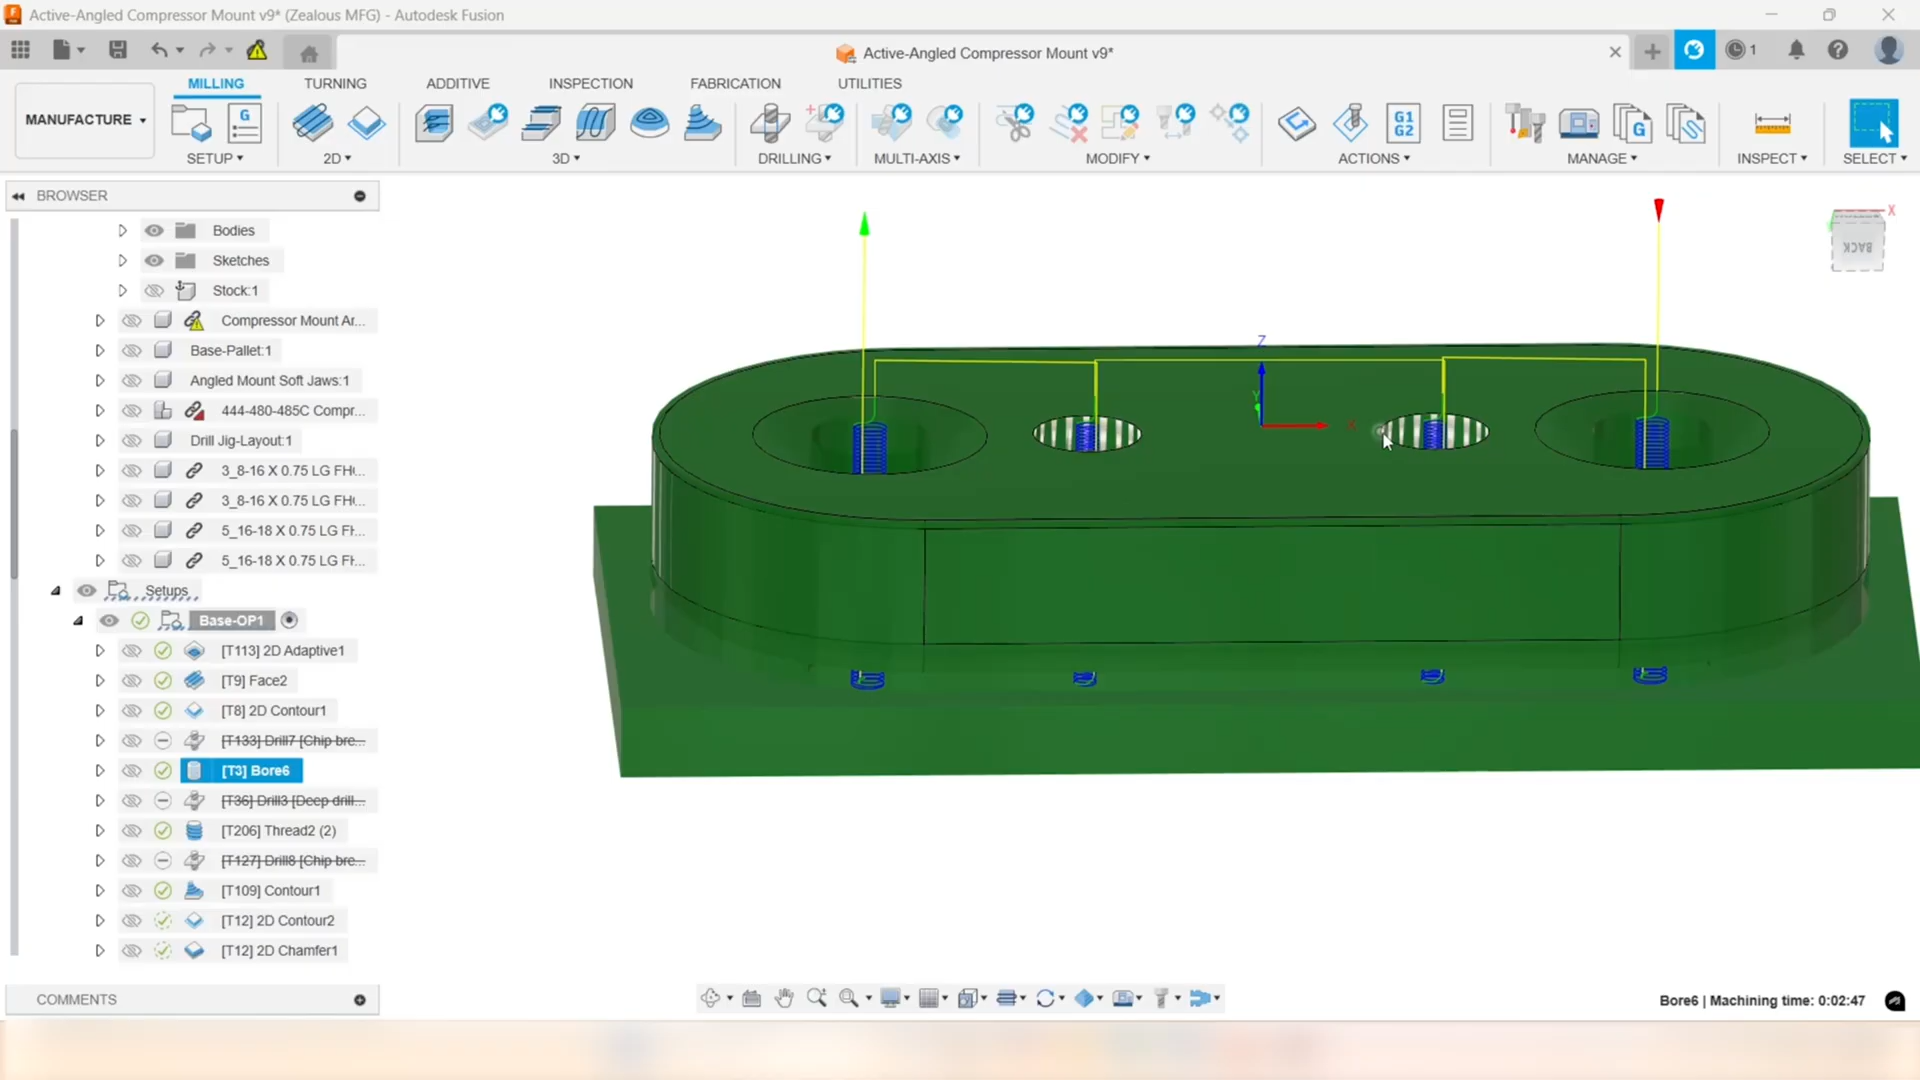 Active-Angled Compressor Mount v9* (Zealous MFG) - Autodesk Fusion
Active-Angled Compressor Mount v9*
1
MILLING
TURNING
ADDITIVE
INSPECTION
FABRICATION
UTILITIES
MANUFACTURE
G
G1
G2
G
SETUP
2D
3D
DRILLING
MULTI-AXIS
MODIFY
ACTIONS
MANAGE
INSPECT
SELECT
BROWSER
Bodies
Sketches
Stock:1
Compressor Mount Ar...
Base-Pallet:1
Angled Mount Soft Jaws:1
444-480-485C Compr...
Drill Jig-Layout:1
3_8-16 X 0.75 LG FH(...
3_8-16 X 0.75 LG FH(...
5_16-18 X 0.75 LG FH...
5_16-18 X 0.75 LG FH...
Setups
Base-OP1
[T113] 2D Adaptive1
[T9] Face2
[T8] 2D Contour1
[T133] Drill7 [Chip bre...
[T3] Bore6
[T36] Drill3 [Deep drill...
[T206] Thread2 (2)
[T127] Drill8 [Chip bre...
[T109] Contour1
[T12] 2D Contour2
[T12] 2D Chamfer1
Z
Y
X
X
BACK
COMMENTS
Bore6 | Machining time: 0:02:47